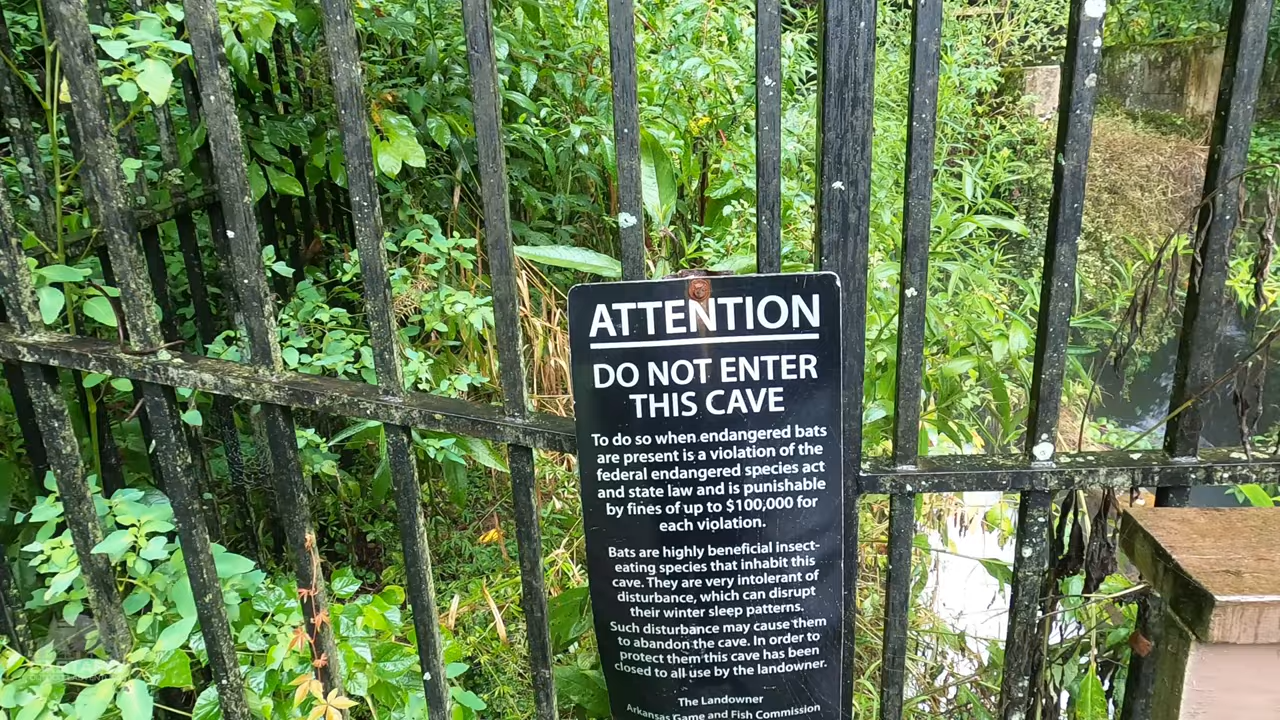 ATTENTION
DO NOT ENTER
THIS CAVE
To do so when endangered bats
are present is a violation of the
federal endangered species act
and state law and is punishable
by fines of up to $100,000 for
each violation.
Bats are highly beneficial insect-
eating species that inhabit this
cave. They are very intolerant of
disturbance, which can disrupt
their winter sleep patterns.
Such disturbance may cause them
to abandon the cave. In order to
protect them this cave has been
closed to all use by the landowner.
The Landowner
Arkansas Game and Fish Commission